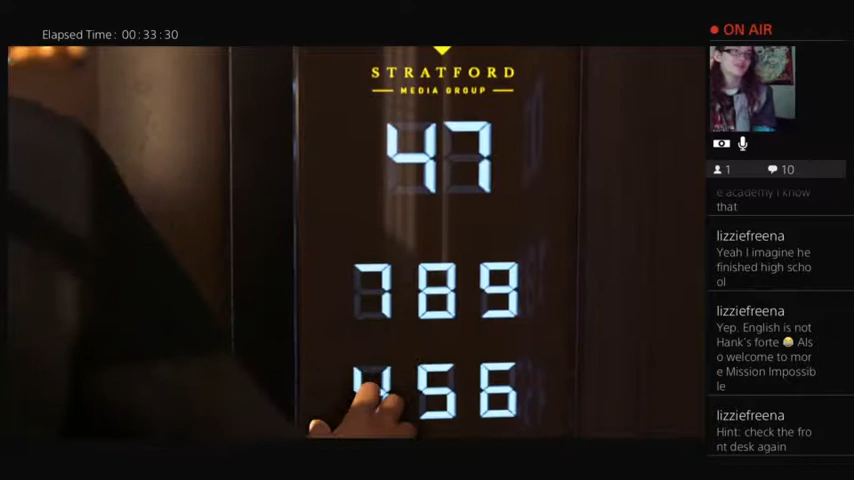 Elapsed Time: 00:33:30
ON AIR
STRATFORD
MEDIA GROUP
47
789
456
1
10
e academy I know
that
lizziefreena
Yeah I imagine he
finished high scho
ol
lizziefreena
Yep. English is not
Hank's forte 😂 Als
o welcome to mor
e Mission Impossib
le
lizziefreena
Hint: check the fro
nt desk again